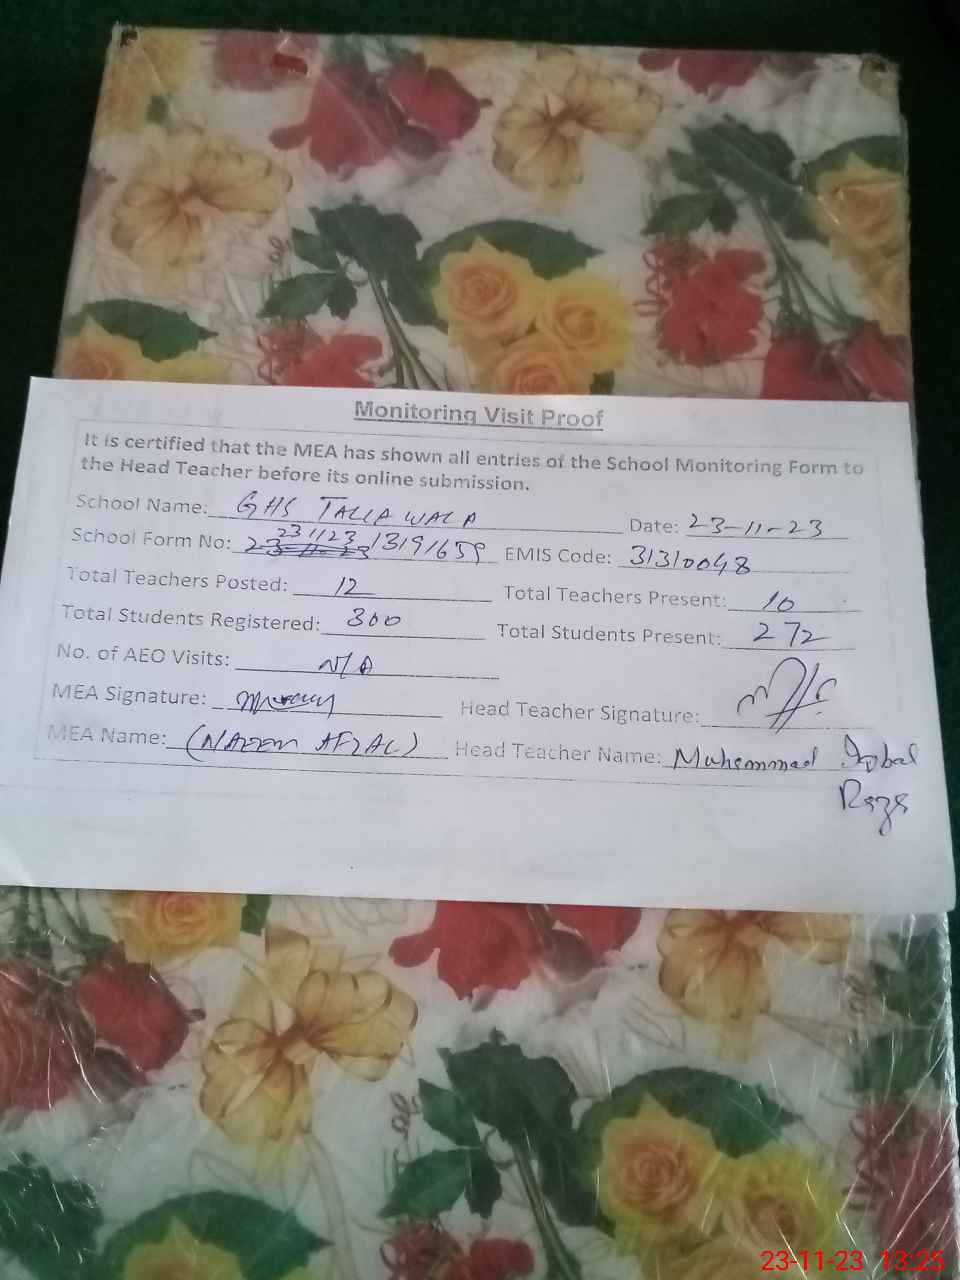 Monitoring Visit Proof
It is certified that the MEA has shown all entries of the School Monitoring Form to
the Head Teacher before its online submission.
School Name: GHS TALLA WALA Date: 23-11-23
School Form No: 231123/3191659 EMIS Code: 31310048
Total Teachers Posted: 12 Total Teachers Present: 10
Total Students Registered: 300 Total Students Present: 272
No. of AEO Visits: N/A
MEA Signature: Head Teacher Signature:
MEA Name: (NAEEM AFZAL) Head Teacher Name: Muhammad Iqbal
Raza
23-11-23 13:25